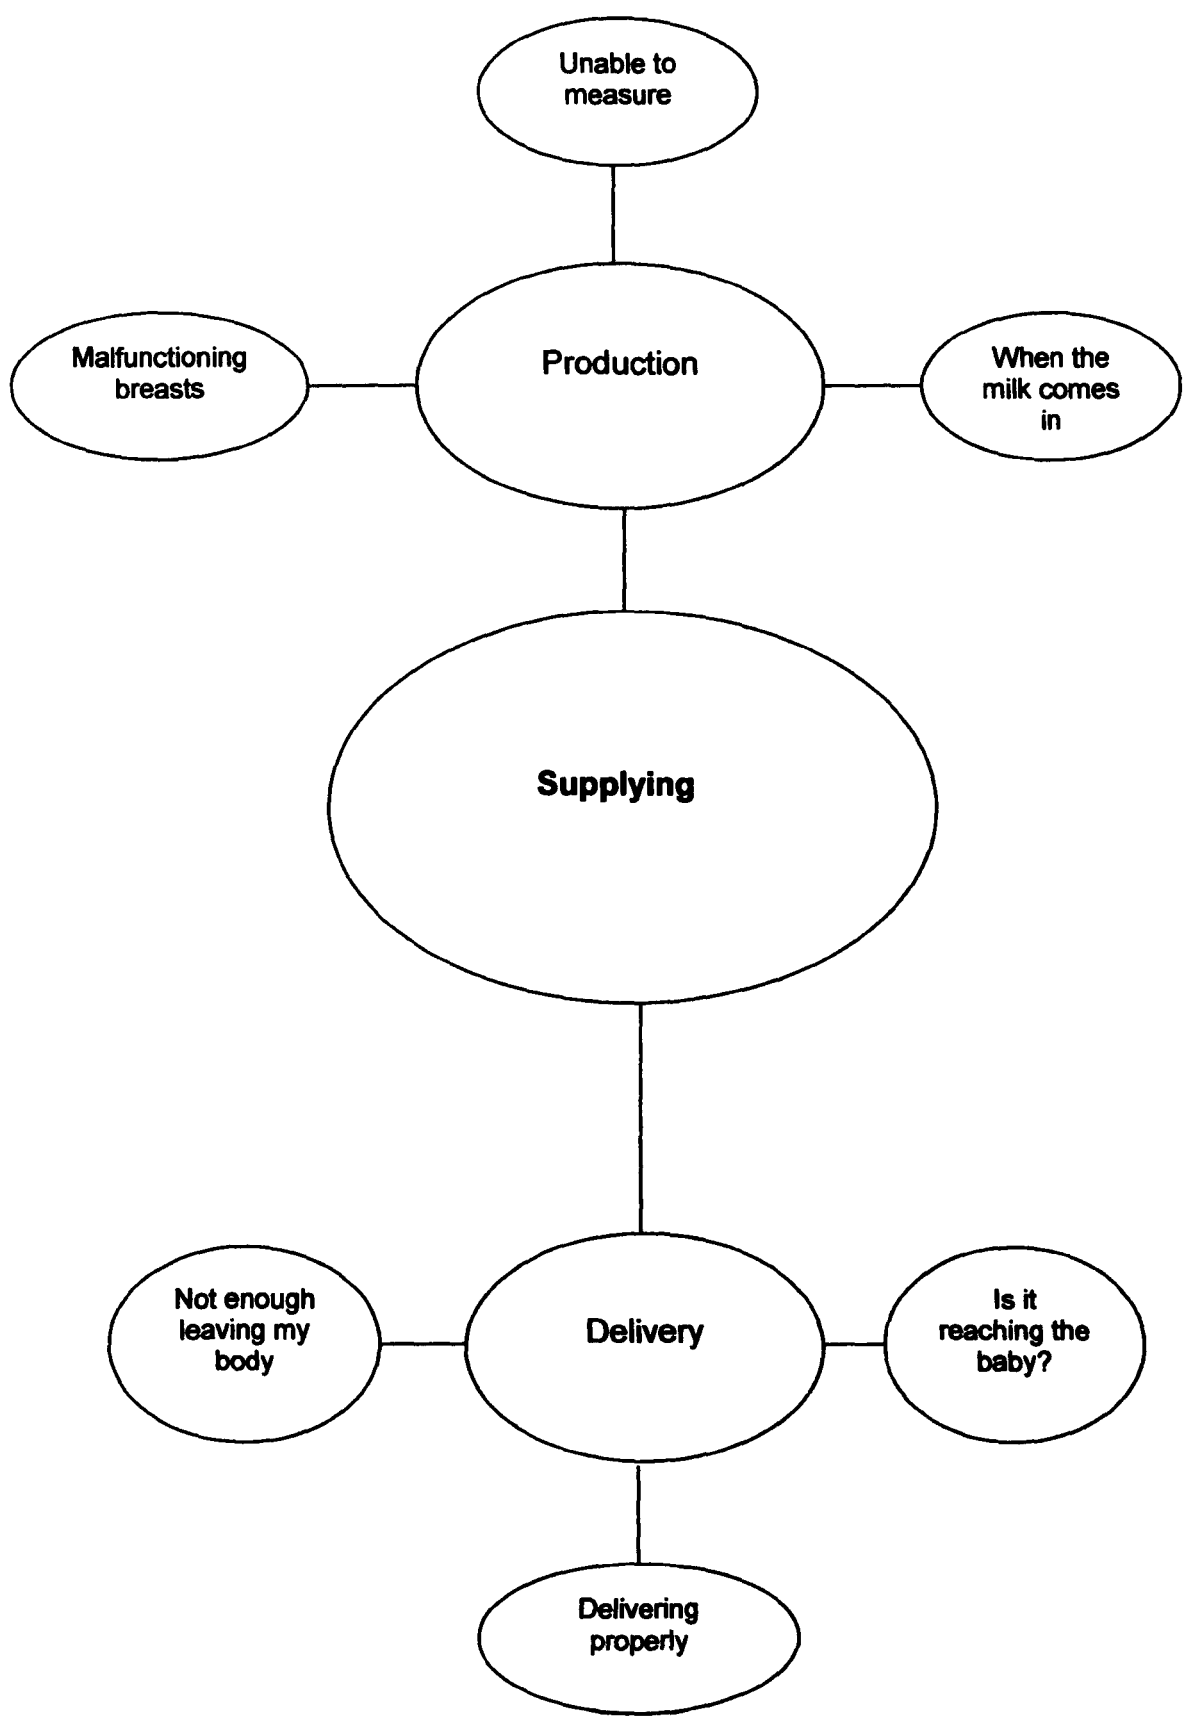 Unable to
measure
Malfunctioning
breasts
Production
When the
milk comes
in
Supplying
Not enough
leaving my
body
Delivery
Is it
reaching the
baby?
Delivering
properly